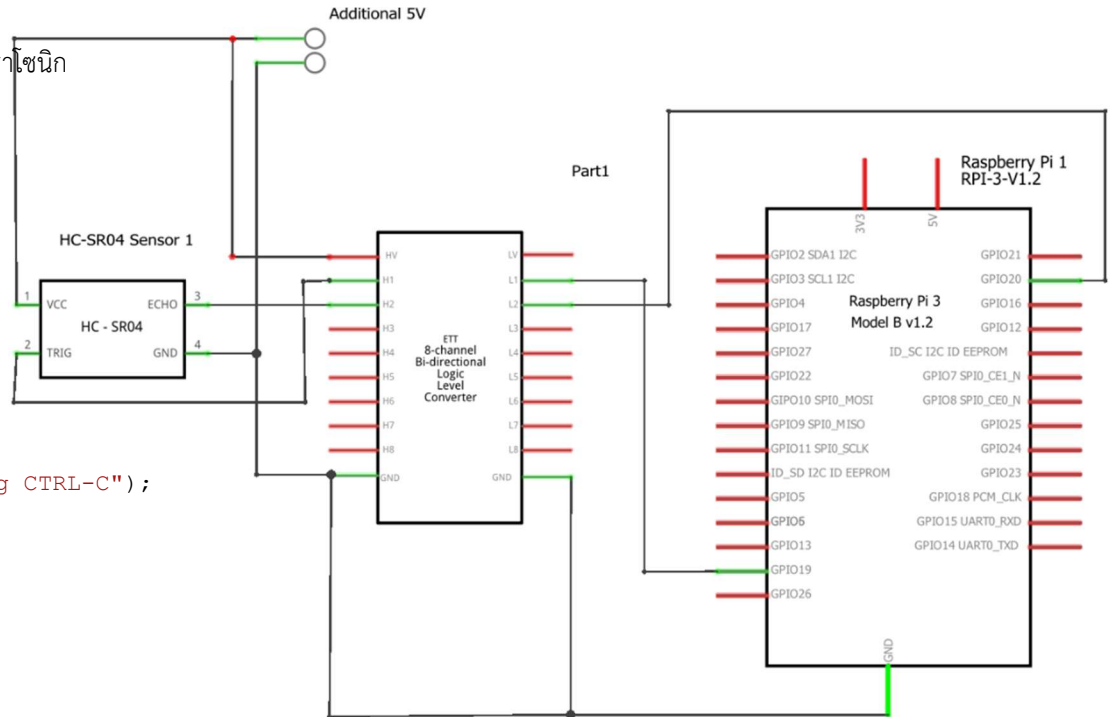 Additional 5V
าโซนิก
Part1
Raspberry Pi 1
RPI-3-V1.2
HC-SR04 Sensor 1
1
VCC
ECHO
3
HC - SR04
2
TRIG
GND
4
HV
H1
H2
H3
H4
H5
H6
H7
H8
GND
ETT
8-channel
Bi-directional
Logic
Level
Converter
LV
L1
L2
L3
L4
L5
L6
L7
L8
GND
3V3
5V
GPIO2 SDA1 I2C
GPIO3 SCL1 I2C
GPIO4
GPIO17
GPIO27
GPIO22
GIPO10 SPI0_MOSI
GPIO9 SPI0_MISO
GPIO11 SPI0_SCLK
ID_SD I2C ID EEPROM
GPIO5
GPIO6
GPIO13
GPIO19
GPIO26
Raspberry Pi 3
Model B v1.2
GPIO21
GPIO20
GPIO16
GPIO12
ID_SC I2C ID EEPROM
GPIO7 SPI0_CE1_N
GPIO8 SPI0_CE0_N
GPIO25
GPIO24
GPIO23
GPIO18 PCM_CLK
GPIO15 UART0_RXD
GPIO14 UART0_TXD
GND
g CTRL-C");